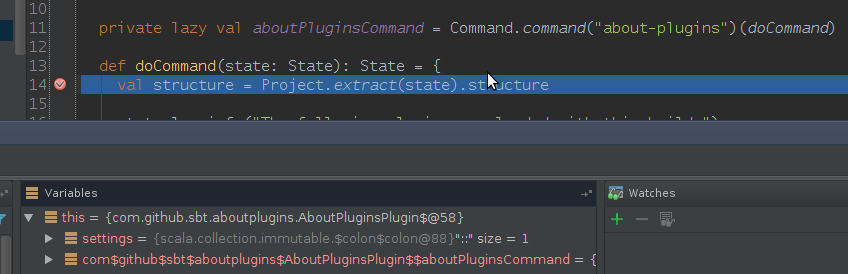 10
11 private lazy val aboutPluginsCommand = Command.command("about-plugins")(doCommand)
12
13 def doCommand(state: State): State = {
14 val structure = Project.extract(state).structure
15
Variables
Watches
this = {com.github.sbt.aboutplugins.AboutPluginsPlugin$@58}
settings = {scala.collection.immutable.$colon$colon@88}"::" size = 1
com$github$sbt$aboutplugins$AboutPluginsPlugin$$aboutPluginsCommand = {